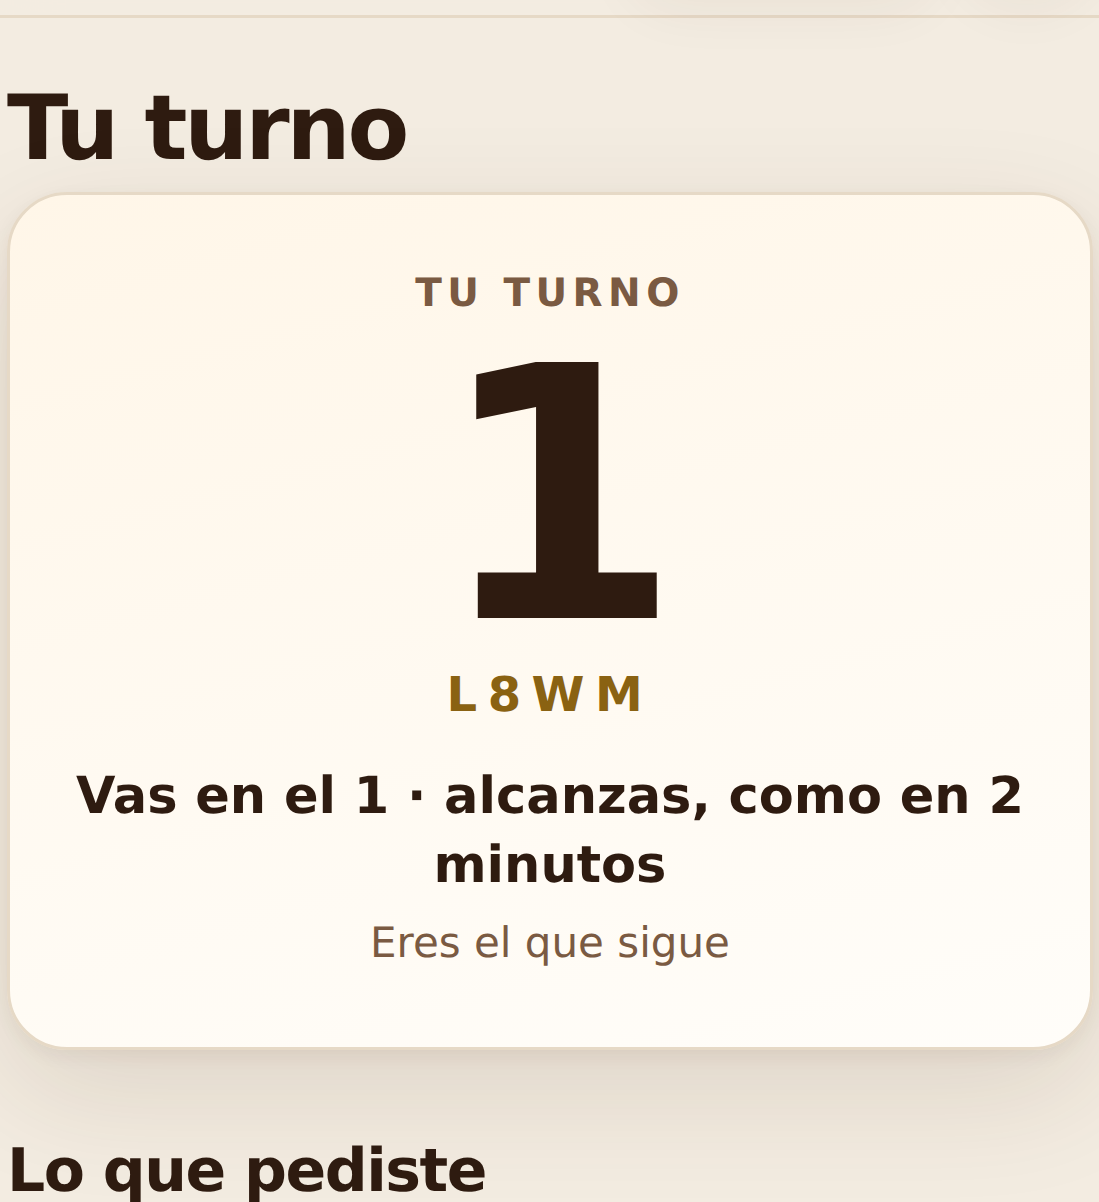 Tu turno
TU TURNO
1
L8WM
Vas en el 1 · alcanzas, como en 2
minutos
Eres el que sigue
Lo que pediste